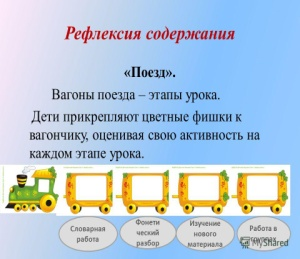 Рефлексия содержания
«Поезд».
Вагоны поезда – этапы урока.
Дети прикрепляют цветные фишки к
вагончику, оценивая свою активность на
каждом этапе урока.
Словарная
работа
Фонети
ческий
разбор
Изучение
нового
материала
Работа в
MyShared